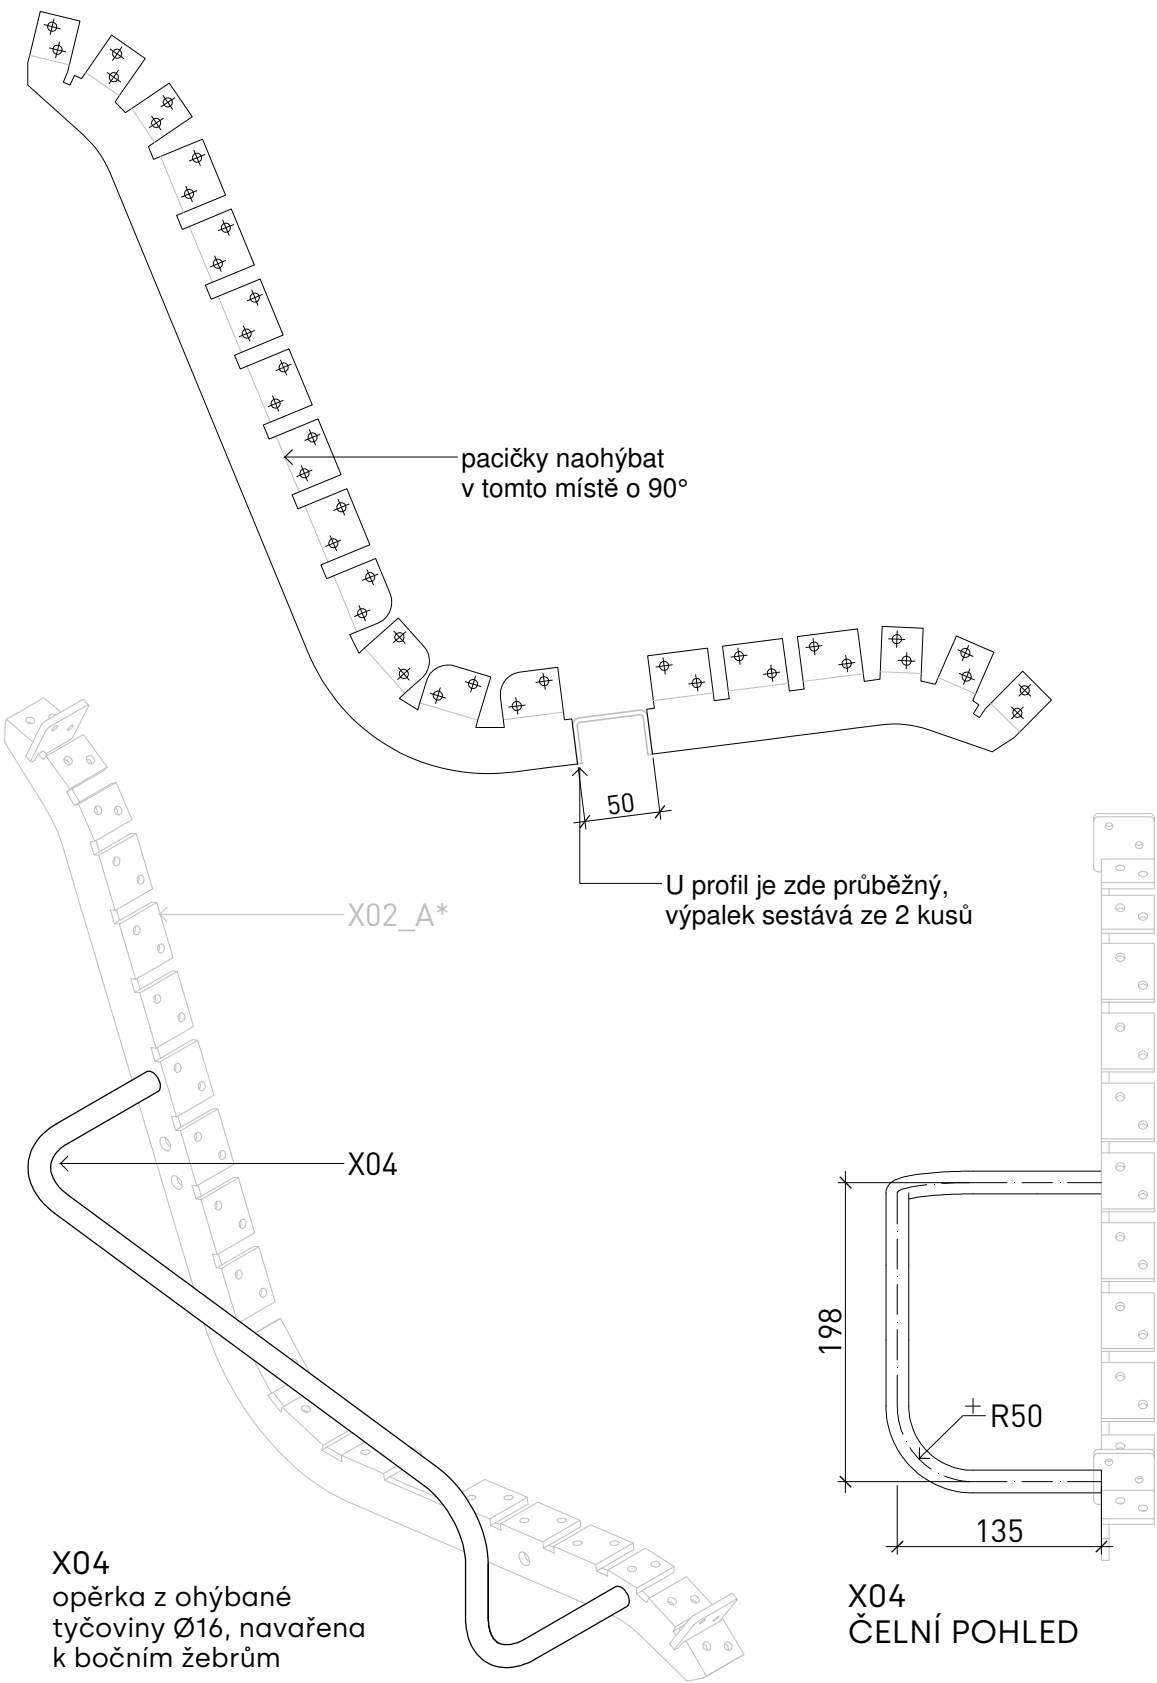 pacičky naohýbat
v tomto místě o 90°
50
U profil je zde průběžný,
výpalek sestává ze 2 kusů
X02_A*
X04
198
± R50
135
X04
opěrka z ohýbané
tyčoviny Ø16, navařena
k bočním žebrům
X04
ČELNÍ POHLED